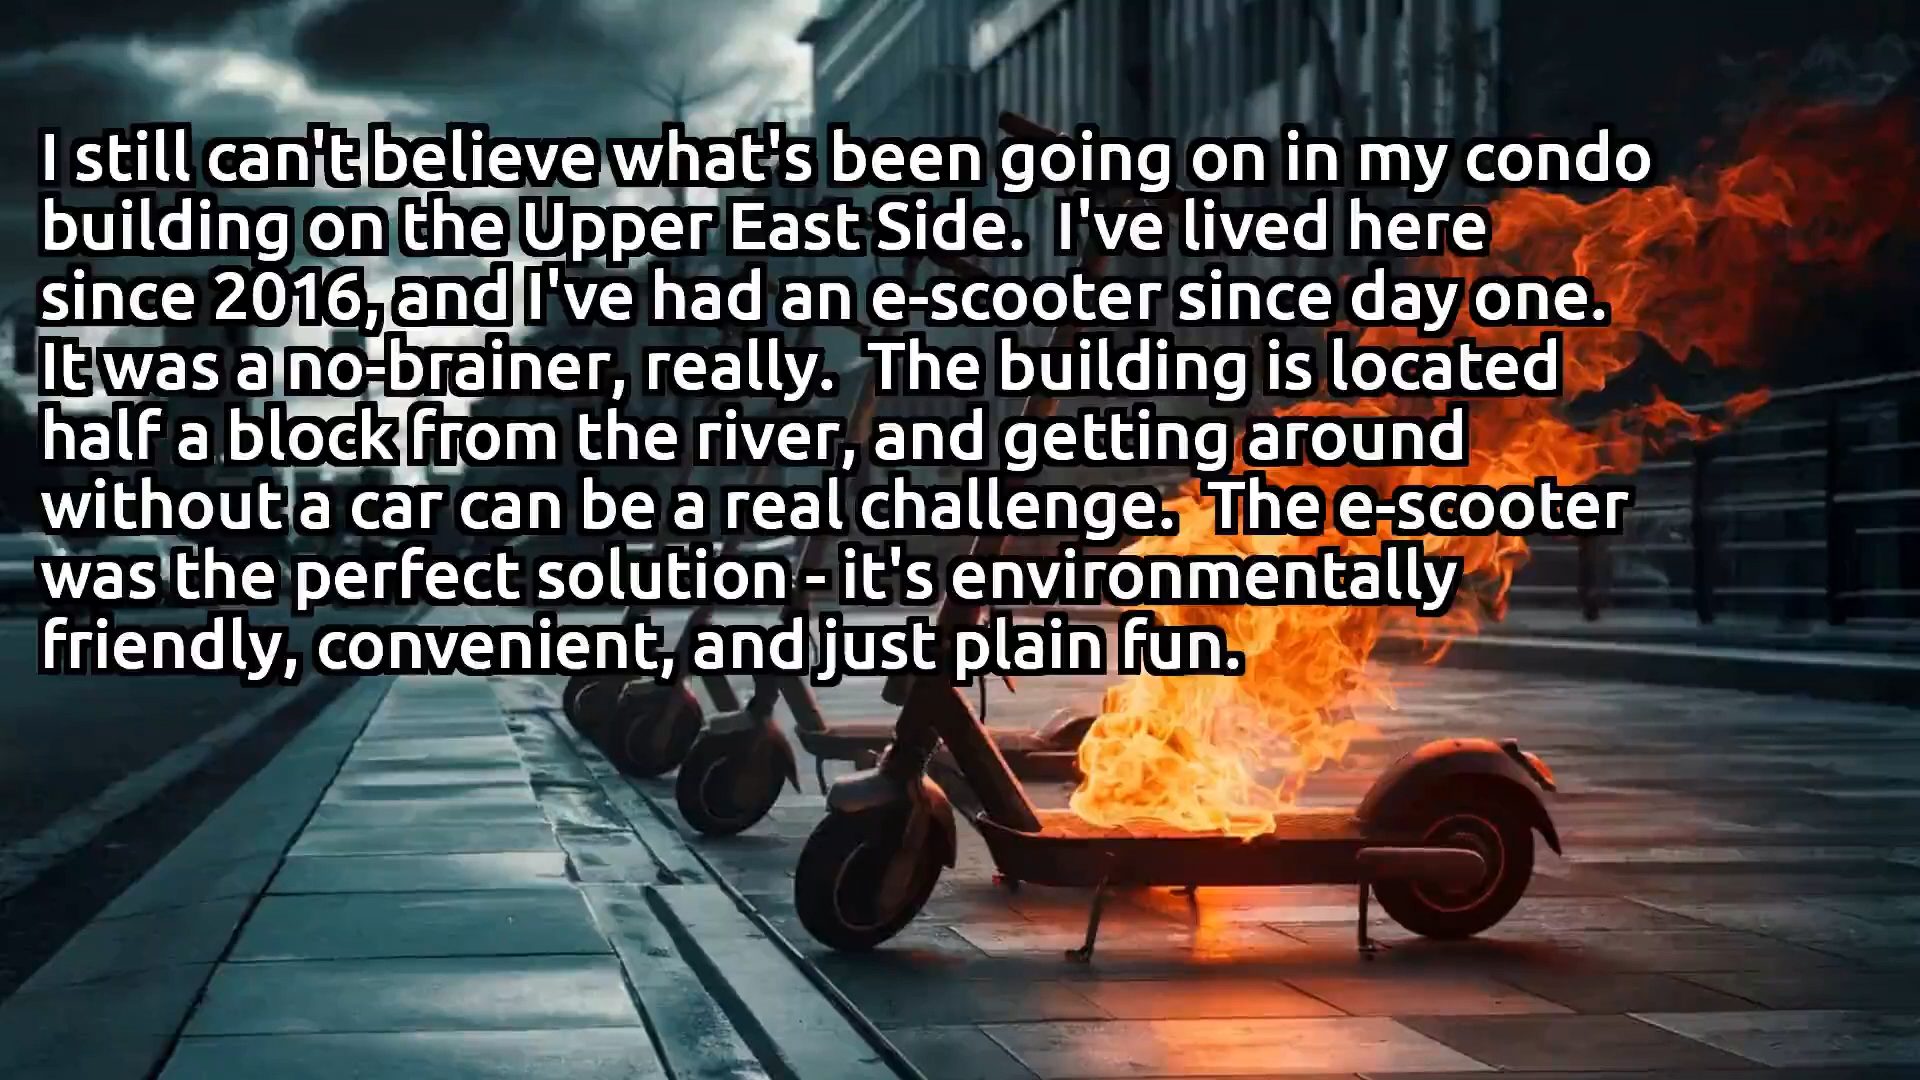 I still can't believe what's been going on in my condo
building on the Upper East Side.  I've lived here
since 2016, and I've had an e-scooter since day one.
It was a no-brainer, really.  The building is located
half a block from the river, and getting around
without a car can be a real challenge.  The e-scooter
was the perfect solution - it's environmentally
friendly, convenient, and just plain fun.